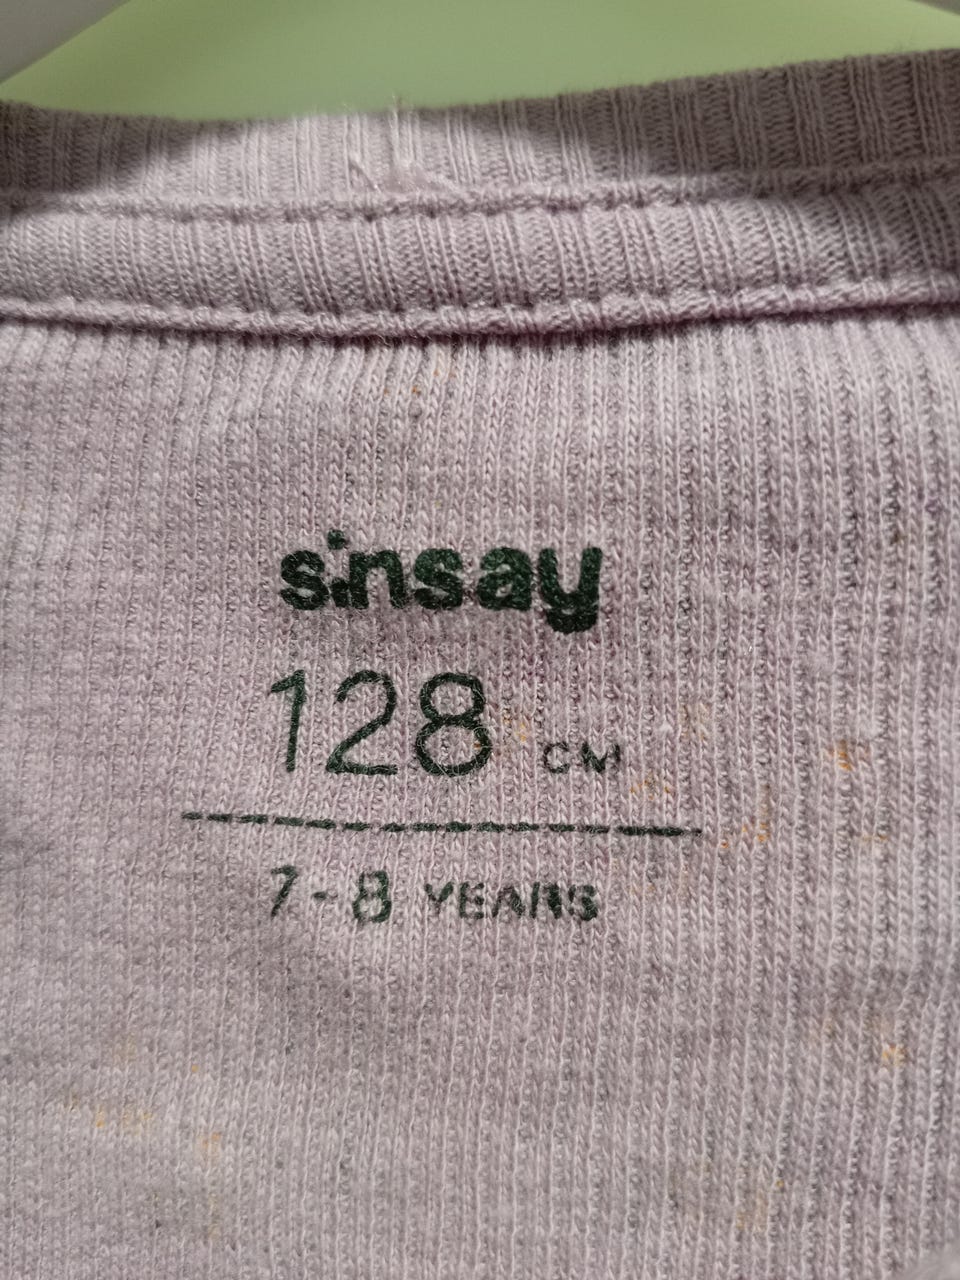 sinsay
128 CM
7-8 YEARS